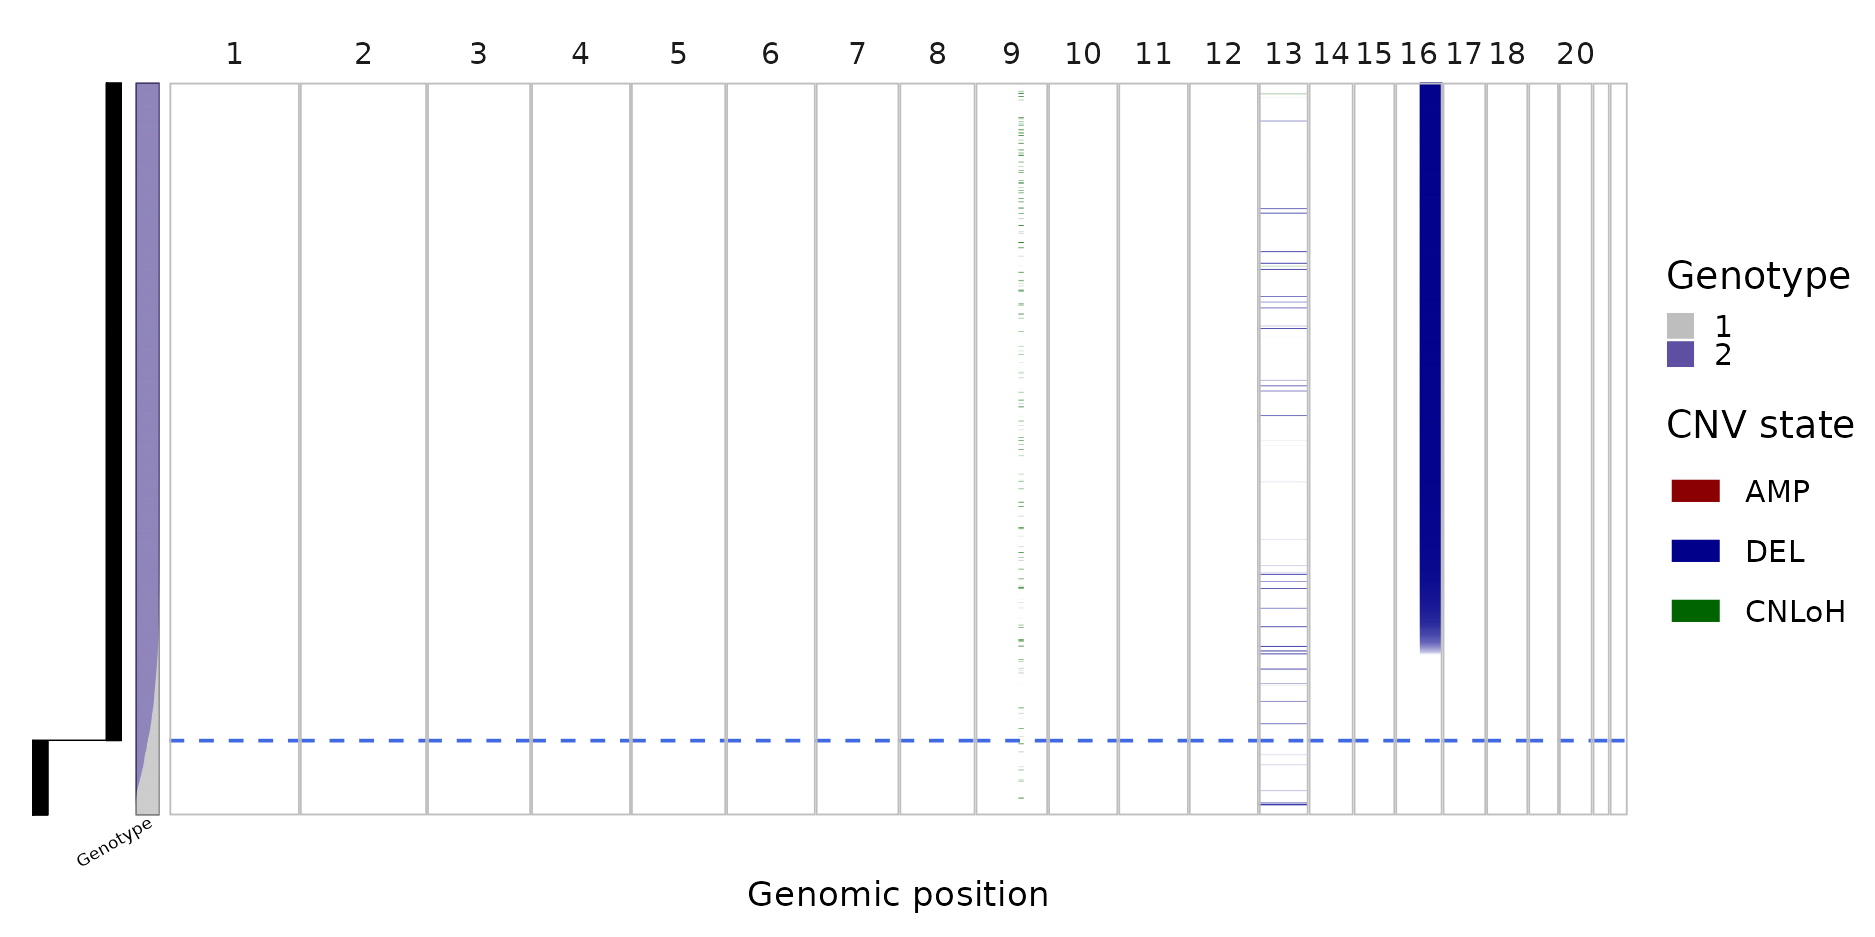 1 2 3 4 5 6 7 8 9 10 11 12 13 14 15 16 17 18 20
Genotype
1
2
CNV state
AMP
DEL
CNLoH
Genotype
Genomic position